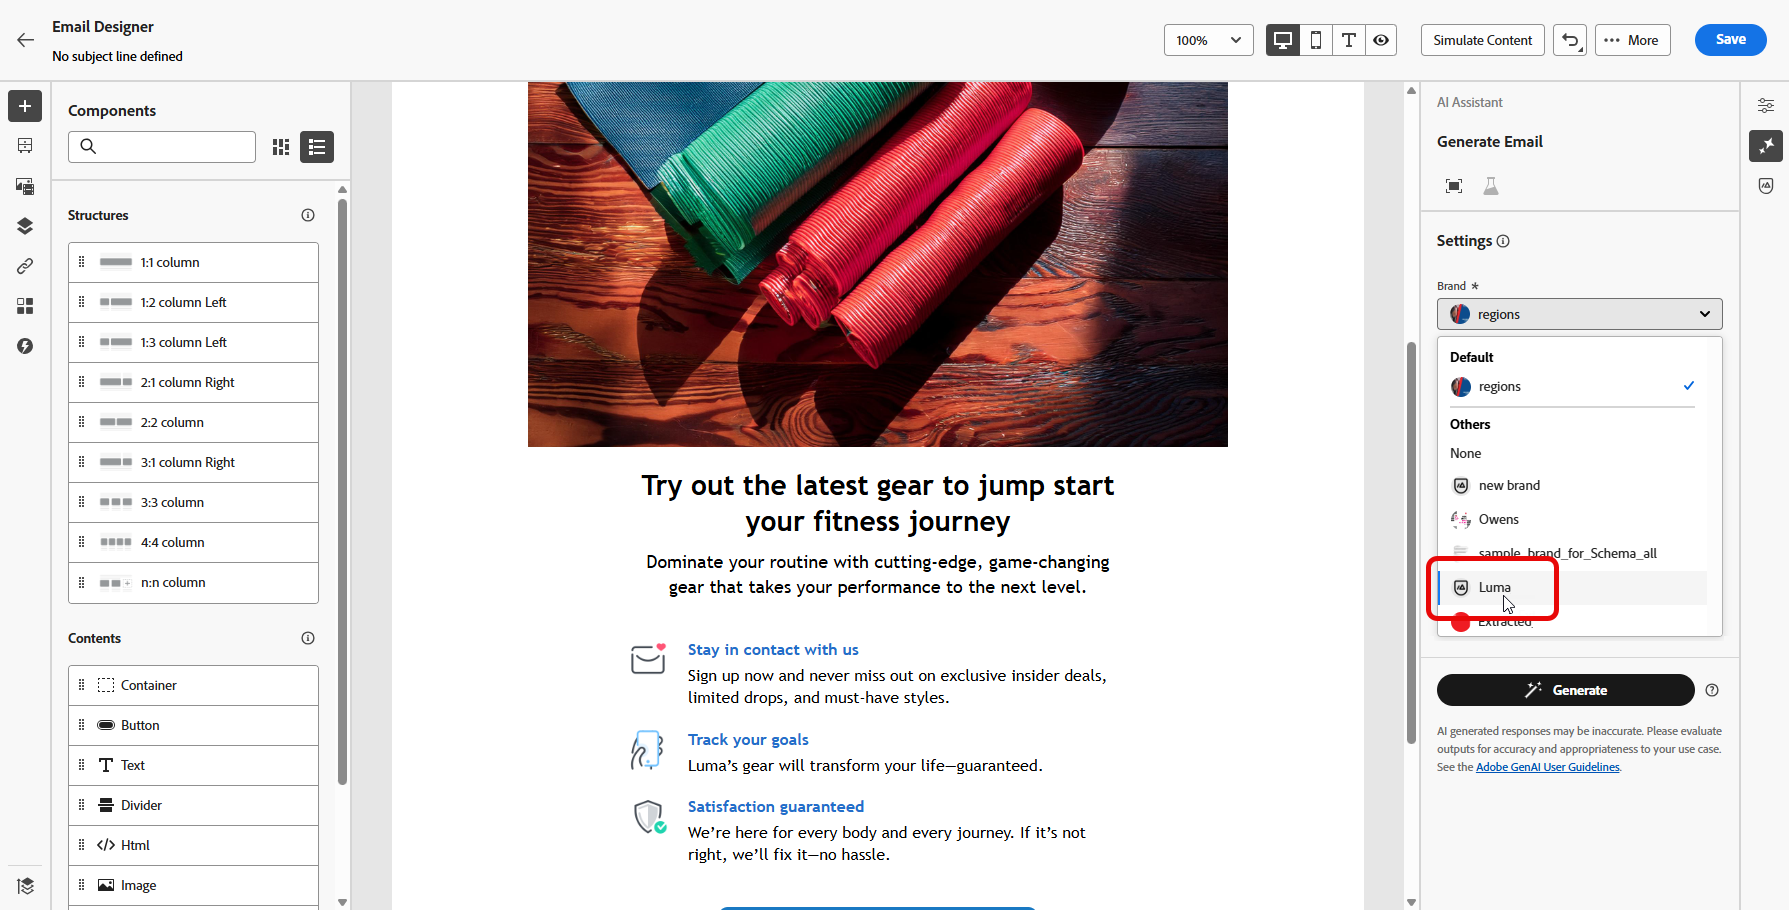 Email Designer
No subject line defined
100%
Simulate Content
More
Save
Components
Structures
1:1 column
1:2 column Left
1:3 column Left
2:1 column Right
2:2 column
3:1 column Right
3:3 column
4:4 column
n:n column
Contents
Container
Button
Text
Divider
Html
Image
Try out the latest gear to jump start
your fitness journey
Dominate your routine with cutting-edge, game-changing
gear that takes your performance to the next level.
Stay in contact with us
Sign up now and never miss out on exclusive insider deals,
limited drops, and must-have styles.
Track your goals
Luma’s gear will transform your life—guaranteed.
Satisfaction guaranteed
We’re here for every body and every journey. If it’s not
right, we’ll fix it—no hassle.
AI Assistant
Generate Email
Settings
Brand *
regions
Default
regions
Others
None
new brand
Owens
sample_brand_for_Schema_all
Luma
Extracted
Generate
AI generated responses may be inaccurate. Please evaluate
outputs for accuracy and appropriateness to your use case.
See the Adobe GenAI User Guidelines.